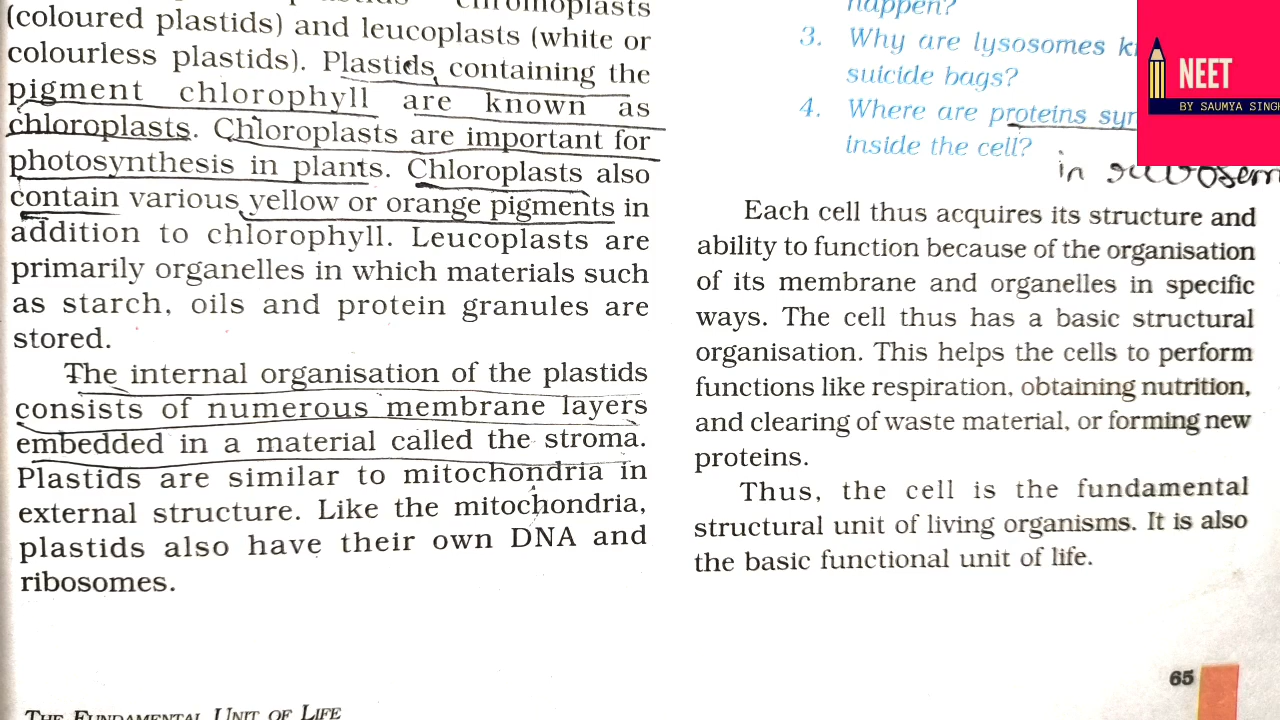 chromoplasts
(coloured plastids) and leucoplasts (white or
colourless plastids). Plastids containing the
pigment chlorophyll are known as
chloroplasts. Chloroplasts are important for
photosynthesis in plants. Chloroplasts also
contain various yellow or orange pigments in
addition to chlorophyll. Leucoplasts are
primarily organelles in which materials such
as starch, oils and protein granules are
stored.
The internal organisation of the plastids
consists of numerous membrane layers
embedded in a material called the stroma.
Plastids are similar to mitochondria in
external structure. Like the mitochondria,
plastids also have their own DNA and
ribosomes.
THE FUNDAMENTAL UNIT OF LIFE
happen?
3. Why are lysosomes
suicide bags?
4. Where are proteins
inside the cell?
in
Each cell thus acquires its structure and
ability to function because of the organisation
of its membrane and organelles in specific
ways. The cell thus has a basic structural
organisation. This helps the cells to perform
functions like respiration, obtaining nutrition,
and clearing of waste material, or forming new
proteins.
Thus, the cell is the fundamental
structural unit of living organisms. It is also
the basic functional unit of life.
65
NEET
BY SAUMYA SINGH